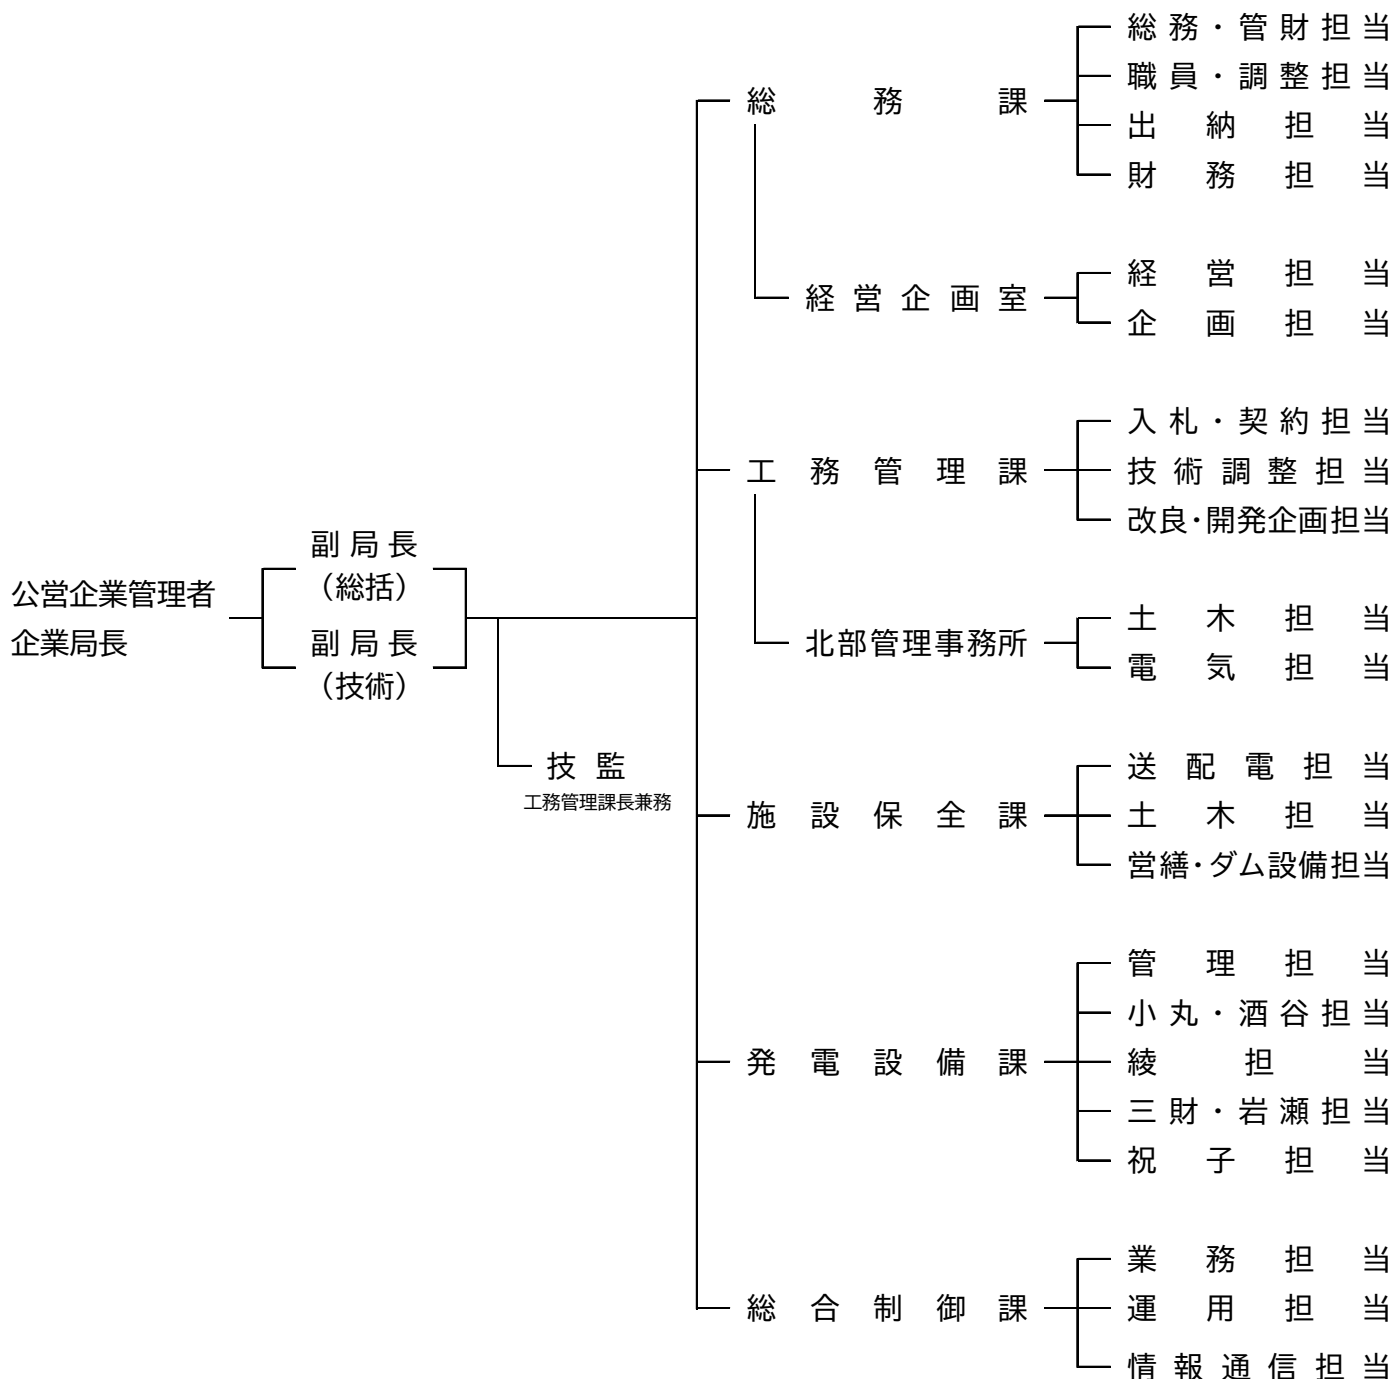 公営企業管理者
企業局長
副局長
（総括）
副局長
（技術）
技監
工務管理課長兼務
総務課
総務・管財担当
職員・調整担当
出納担当
財務担当
経営企画室
経営担当
企画担当
工務管理課
入札・契約担当
技術調整担当
改良・開発企画担当
北部管理事務所
土木担当
電気担当
施設保全課
送配電担当
土木担当
営繕・ダム設備担当
発電設備課
管理担当
小丸・酒谷担当
綾担当
三財・岩瀬担当
祝子担当
総合制御課
業務担当
運用担当
情報通信担当